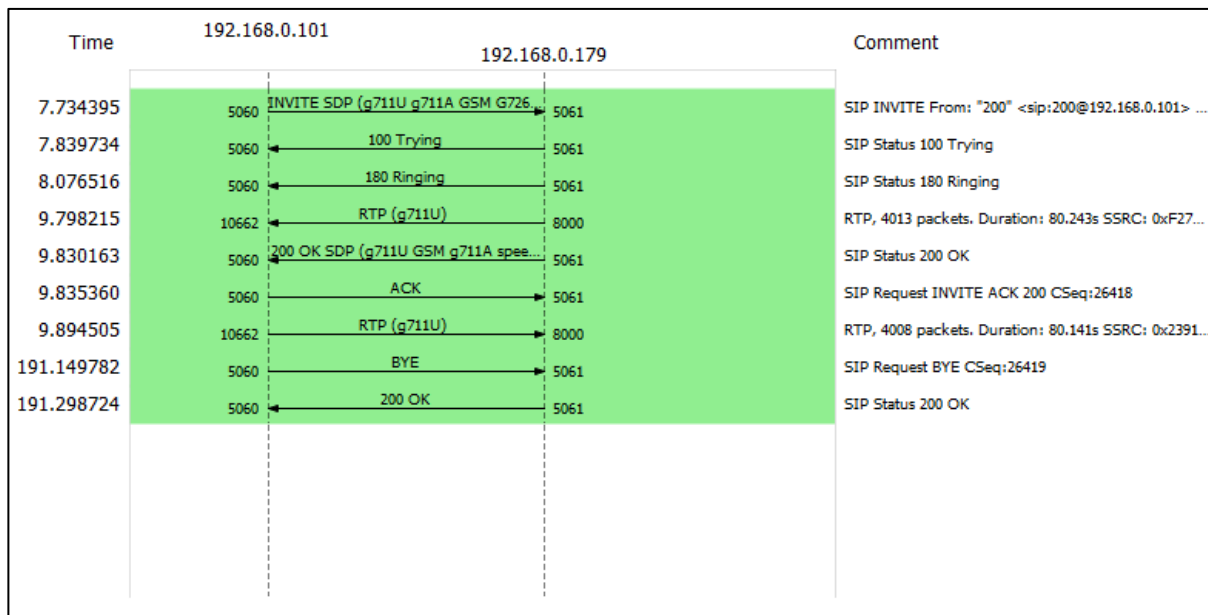 Time 192.168.0.101 192.168.0.179 Comment
7.734395 5060 INVITE SDP (g711U g711A GSM G726... 5061 SIP INVITE From: "200" <sip:200@192.168.0.101> ...
7.839734 5060 100 Trying 5061 SIP Status 100 Trying
8.076516 5060 180 Ringing 5061 SIP Status 180 Ringing
9.798215 10662 RTP (g711U) 8000 RTP, 4013 packets. Duration: 80.243s SSRC: 0xF27...
9.830163 5060 200 OK SDP (g711U GSM g711A spee... 5061 SIP Status 200 OK
9.835360 5060 ACK 5061 SIP Request INVITE ACK 200 CSeq:26418
9.894505 10662 RTP (g711U) 8000 RTP, 4008 packets. Duration: 80.141s SSRC: 0x2391...
191.149782 5060 BYE 5061 SIP Request BYE CSeq:26419
191.298724 5060 200 OK 5061 SIP Status 200 OK